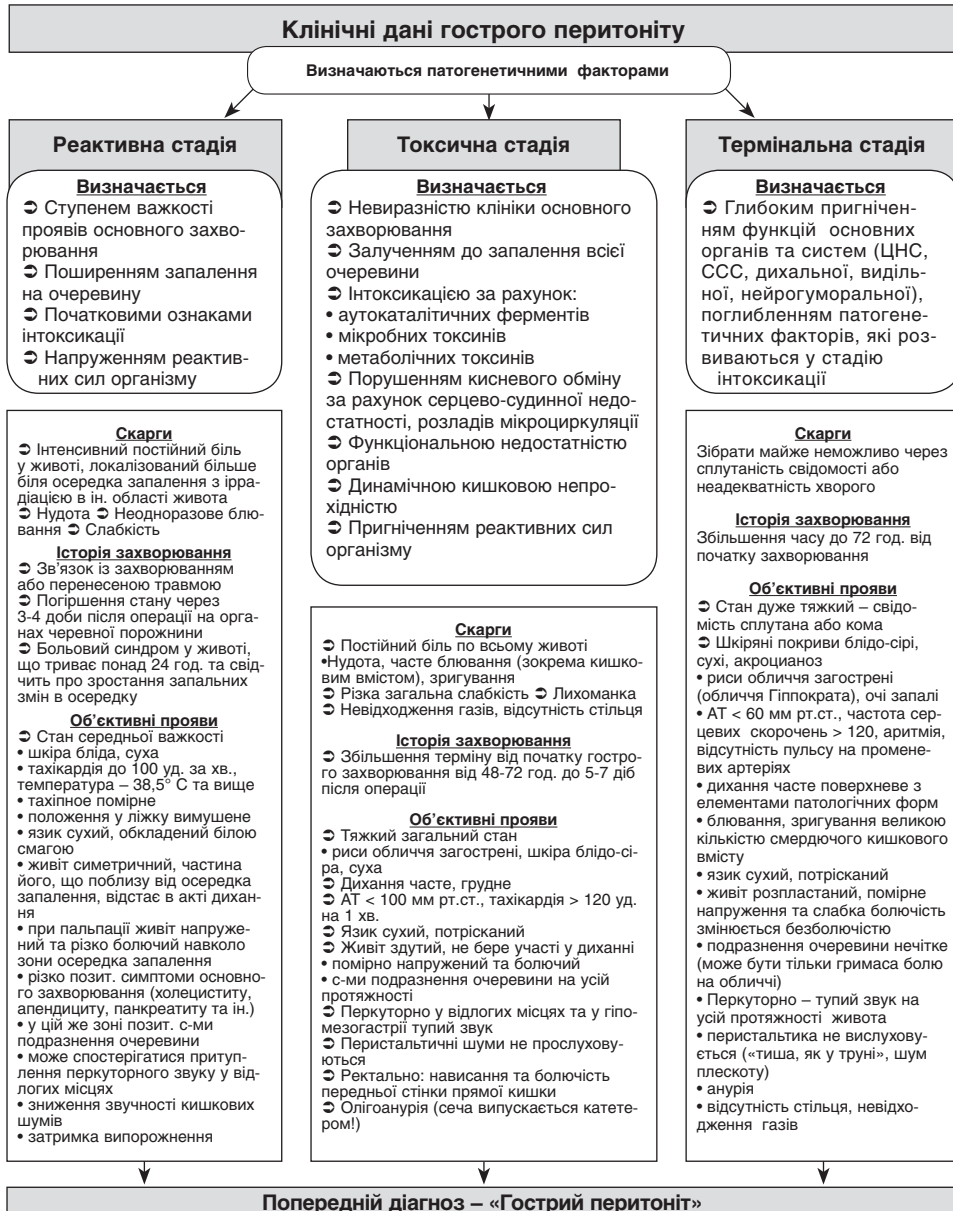 Клінічні дані гострого перитоніту
Визначаються патогенетичними факторами
Реактивна стадія
Визначається
➲ Ступенем важкості
проявів основного захво-
рювання
➲ Поширенням запалення
на очеревину
➲ Початковими ознаками
інтоксикації
➲ Напруженням реактив-
них сил організму
Скарги
➲ Інтенсивний постійний біль
у животі, локалізований більше
біля осередка запалення з ірра-
діацією в ін. області живота
➲ Нудота ➲ Неодноразове блю-
вання ➲ Слабкість
Історія захворювання
➲ Зв'язок із захворюванням
або перенесеною травмою
➲ Погіршення стану через
3-4 доби після операції на орга-
нах черевної порожнини
➲ Больовий синдром у животі,
що триває понад 24 год. та свід-
чить про зростання запальних
змін в осередку
Об'єктивні прояви
➲ Стан середньої важкості
• шкіра бліда, суха
• тахікардія до 100 уд. за хв.,
температура – 38,5° С та вище
• тахіпное помірне
• положення у ліжку вимушене
• язик сухий, обкладений білою
смагою
• живіт симетричний, частина
його, що поблизу від осередка
запалення, відстає в акті дихан-
ня
• при пальпації живіт напруже-
ний та різко болючий навколо
зони осередка запалення
• різко позит. симптоми основно-
го захворювання (холециститу,
апендициту, панкреатиту та ін.)
• у цій же зоні позит. с-ми
подразнення очеревини
• може спостерігатися притуп-
лення перкуторного звуку у від-
логих місцях
• зниження звучності кишкових
шумів
• затримка випорожнення
Токсична стадія
Визначається
➲ Невиразністю клініки основного
захворювання
➲ Залученням до запалення всієї
очеревини
➲ Інтоксикацією за рахунок:
• аутокаталітичних ферментів
• мікробних токсинів
• метаболічних токсинів
➲ Порушенням кисневого обміну
за рахунок серцево-судинної недо-
статності, розладів мікроциркуляції
➲ Функціональною недостатністю
органів
➲ Динамічною кишковою непро-
хідністю
➲ Пригніченням реактивних сил
організму
Скарги
➲ Постійний біль по всьому животі
•Нудота, часте блювання (зокрема кишко-
вим вмістом), зригування
➲ Різка загальна слабкість ➲ Лихоманка
➲ Невідходження газів, відсутність стільця
Історія захворювання
➲ Збільшення терміну від початку гостро-
го захворювання від 48-72 год. до 5-7 діб
після операції
Об'єктивні прояви
➲ Тяжкий загальний стан
• риси обличчя загострені, шкіра блідо-сі-
ра, суха
➲ Дихання часте, грудне
➲ АТ < 100 мм рт.ст., тахікардія > 120 уд.
на 1 хв.
➲ Язик сухий, потрісканий
➲ Живіт здутий, не бере участі у диханні
• помірно напружений та болючий
• с-ми подразнення очеревини на усій
протяжності
➲ Перкуторно у відлогих місцях та у гіпо-
мезогастрії тупий звук
➲ Перистальтичні шуми не прослухову-
ються
➲ Ректально: нависання та болючість
передньої стінки прямої кишки
➲ Олігоанурія (сеча випускається катете-
ром!)
Термінальна стадія
Визначається
➲ Глибоким пригнічен-
ням функцій основних
органів та систем (ЦНС,
ССС, дихальної, виділь-
ної, нейрогуморальної),
поглибленням патогене-
тичних факторів, які роз-
виваються у стадію
інтоксикації
Скарги
Зібрати майже неможливо через
сплутаність свідомості або
неадекватність хворого
Історія захворювання
Збільшення часу до 72 год. від
початку захворювання
Об'єктивні прояви
➲ Стан дуже тяжкий – свідо-
мість сплутана або кома
➲ Шкіряні покриви блідо-сірі,
сухі, акроцианоз
• риси обличчя загострені
(обличчя Гіппократа), очі запалі
• АТ < 60 мм рт.ст., частота сер-
цевих скорочень > 120, аритмія,
відсутність пульсу на промене-
вих артеріях
• дихання часте поверхневе з
елементами патологічних форм
• блювання, зригування великою
кількістю смердючого кишкового
вмісту
• язик сухий, потрісканий
• живіт розпластаний, помірне
напруження та слабка болючість
змінюється безболючістю
• подразнення очеревини нечітке
(може бути тільки гримаса болю
на обличчі)
• Перкуторно – тупий звук на
усій протяжності живота
• перистальтика не вислухову-
ється («тиша, як у труні», шум
плескоту)
• анурія
• відсутність стільця, невідхо-
дження газів
Попередній діагноз – «Гострий перитоніт»